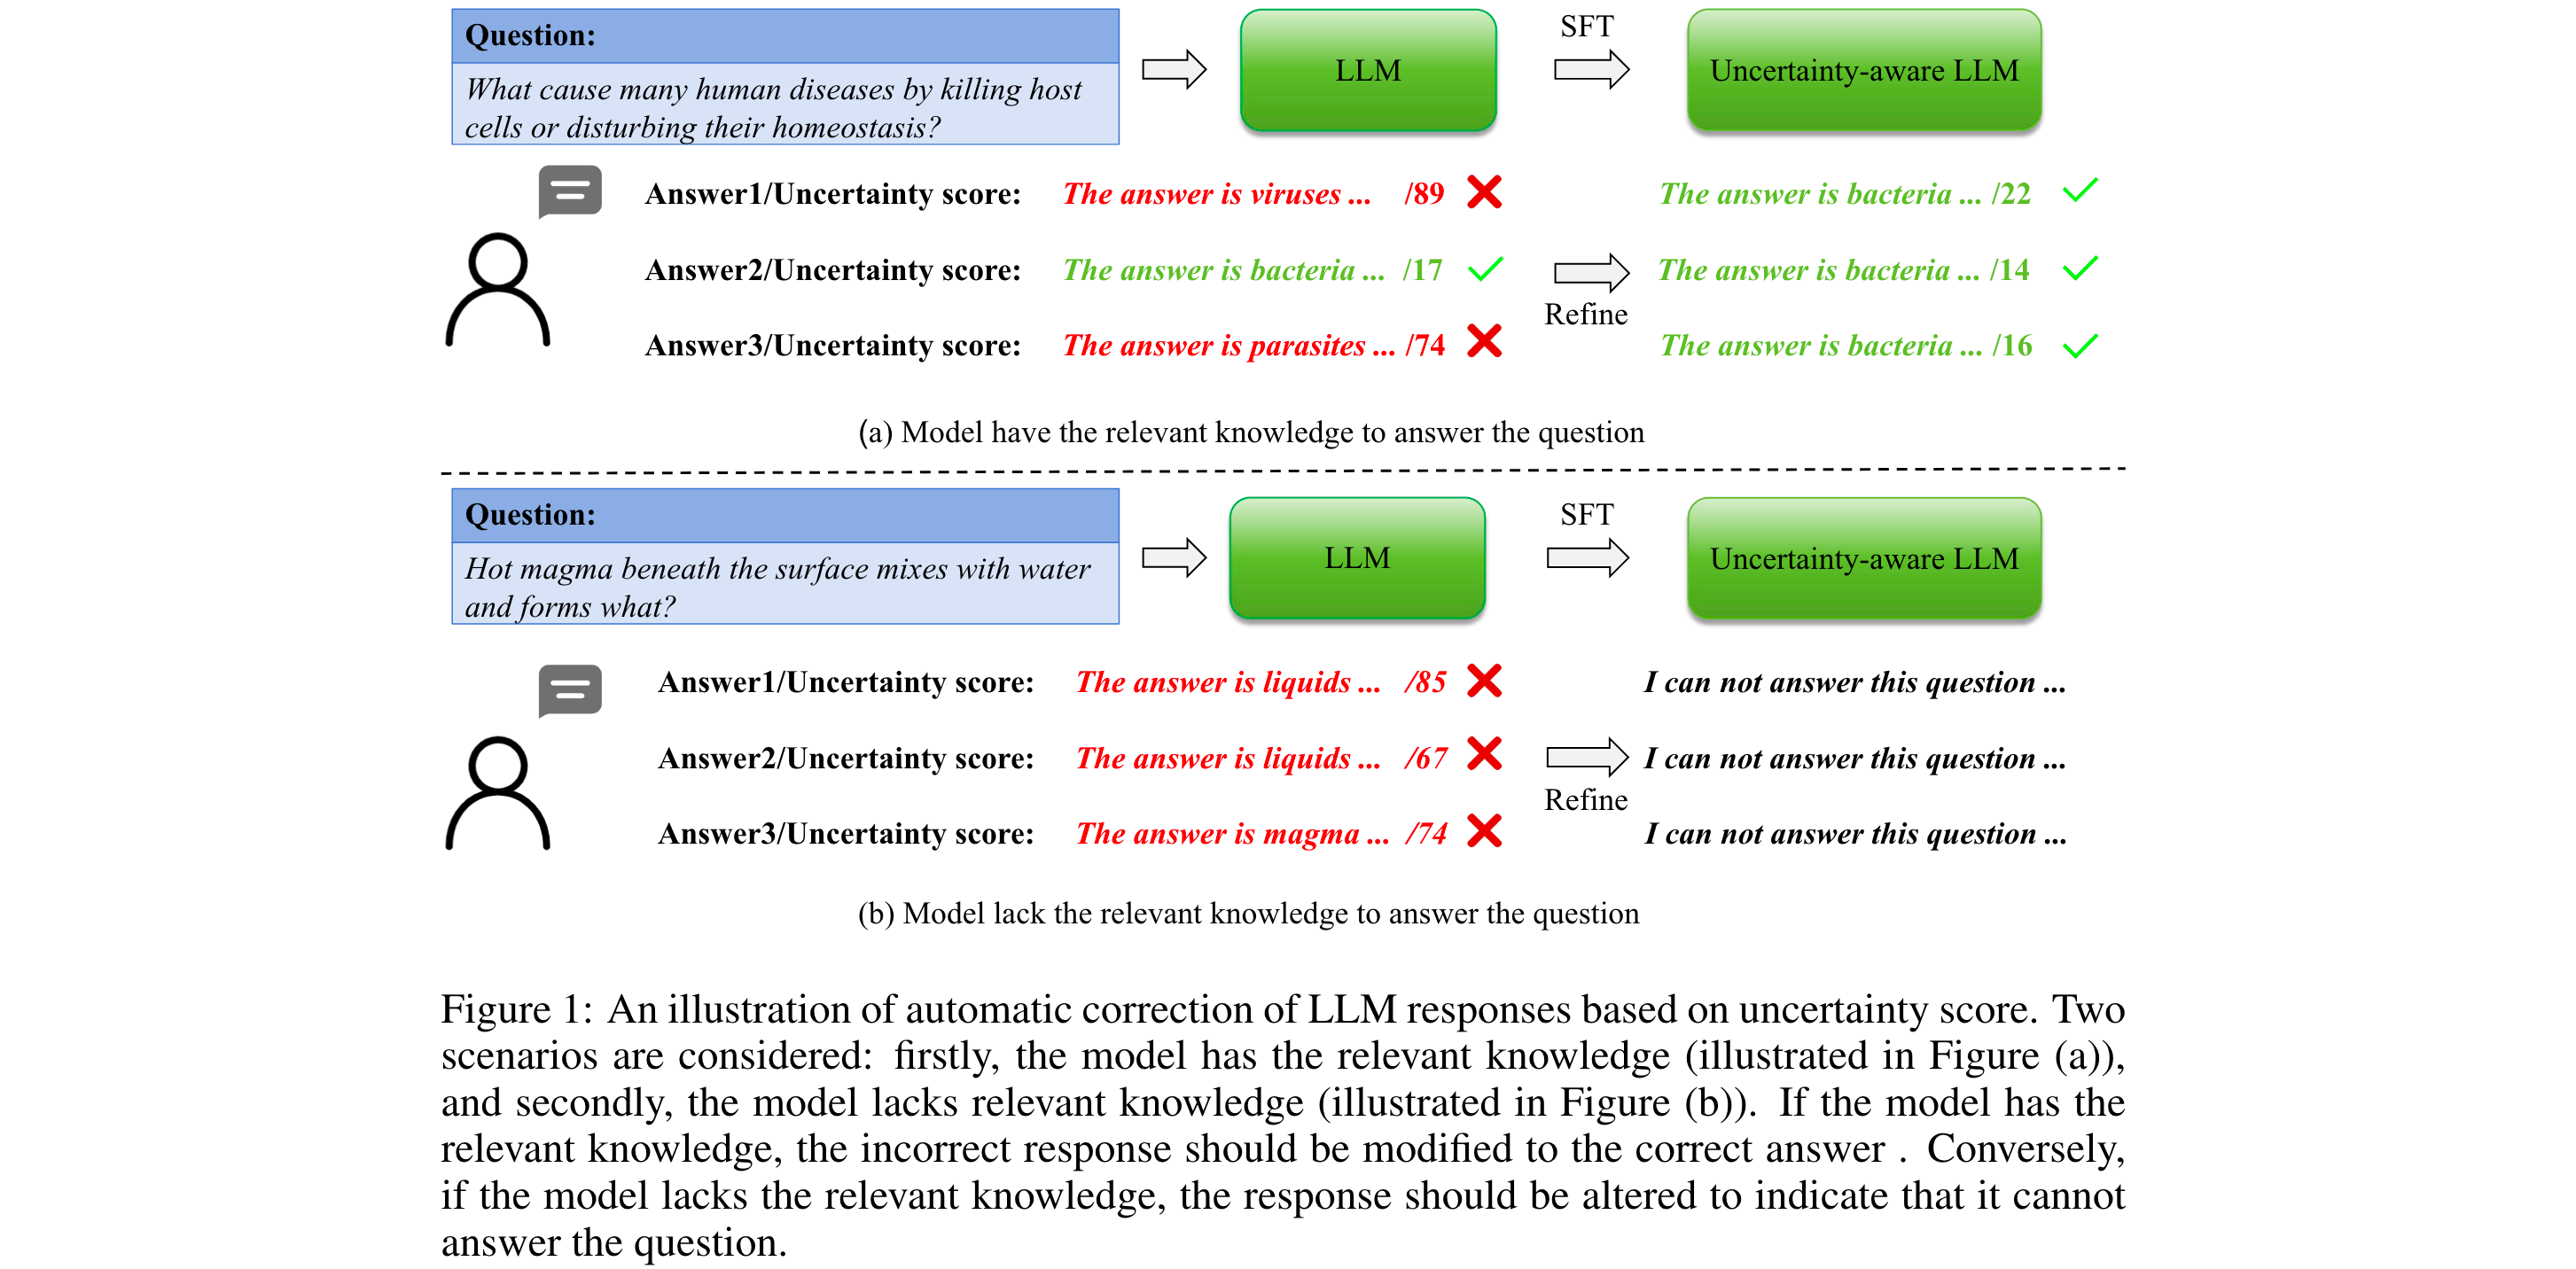 Question:
What cause many human diseases by killing host
cells or disturbing their homeostasis?
LLM
SFT
Uncertainty-aware LLM
Answer1/Uncertainty score: The answer is viruses ... /89 The answer is bacteria ... /22
Answer2/Uncertainty score: The answer is bacteria ... /17 The answer is bacteria ... /14
Refine
Answer3/Uncertainty score: The answer is parasites ... /74 The answer is bacteria ... /16
(a) Model have the relevant knowledge to answer the question
Question:
Hot magma beneath the surface mixes with water
and forms what?
LLM
SFT
Uncertainty-aware LLM
Answer1/Uncertainty score: The answer is liquids ... /85 I can not answer this question ...
Answer2/Uncertainty score: The answer is liquids ... /67 I can not answer this question ...
Refine
Answer3/Uncertainty score: The answer is magma ... /74 I can not answer this question ...
(b) Model lack the relevant knowledge to answer the question
Figure 1: An illustration of automatic correction of LLM responses based on uncertainty score. Two
scenarios are considered: firstly, the model has the relevant knowledge (illustrated in Figure (a)),
and secondly, the model lacks relevant knowledge (illustrated in Figure (b)). If the model has the
relevant knowledge, the incorrect response should be modified to the correct answer . Conversely,
if the model lacks the relevant knowledge, the response should be altered to indicate that it cannot
answer the question.